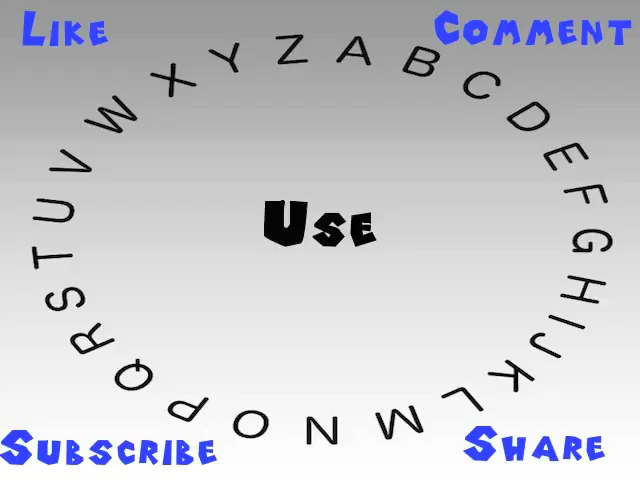 Like
Comment
A B C D E F G H I J K L M N O P Q R S T U V W X Y Z
Use
Subscribe
Share